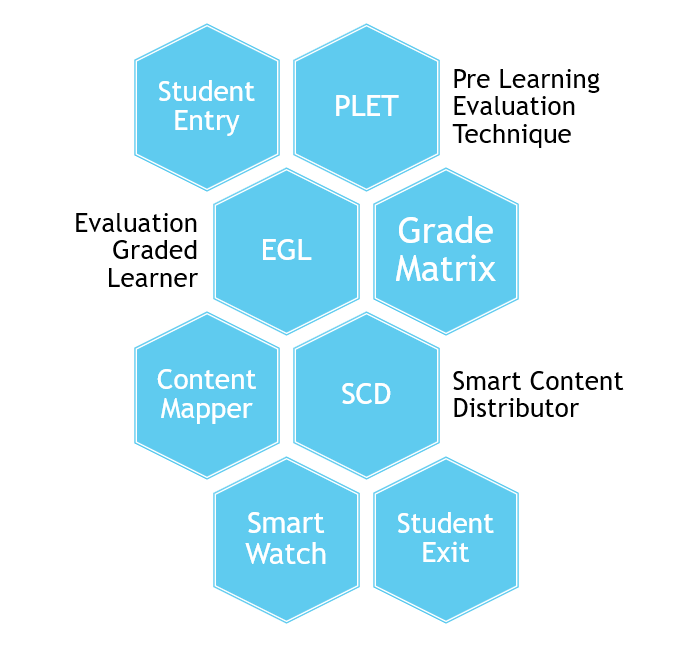 Student
Entry
PLET
Pre Learning
Evaluation
Technique
Evaluation
Graded
Learner
EGL
Grade
Matrix
Content
Mapper
SCD
Smart Content
Distributor
Smart
Watch
Student
Exit